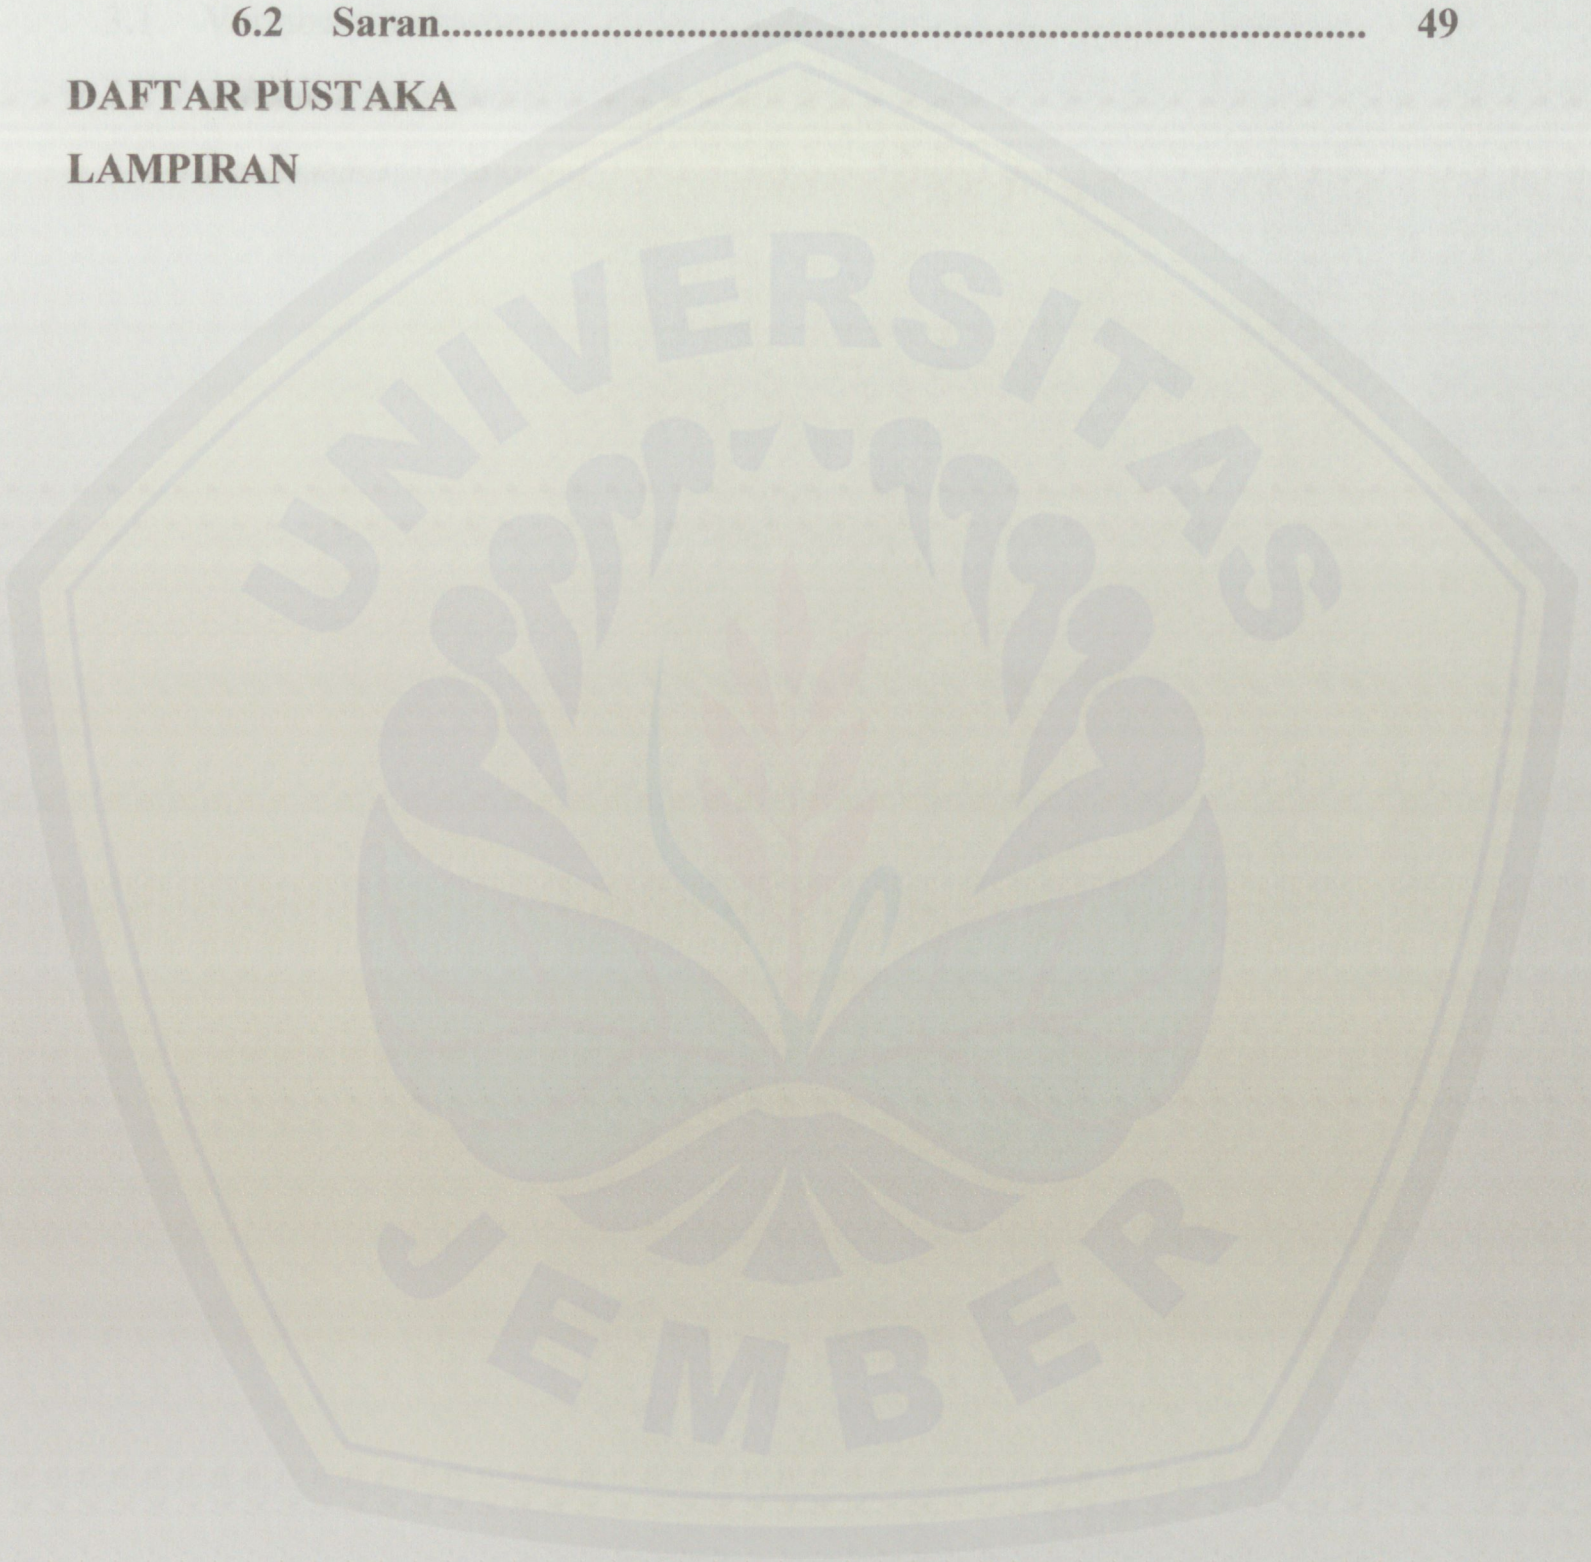 6.2 Saran........................................................................................ 49
DAFTAR PUSTAKA
LAMPIRAN
UNIVERSITAS
JEMBER